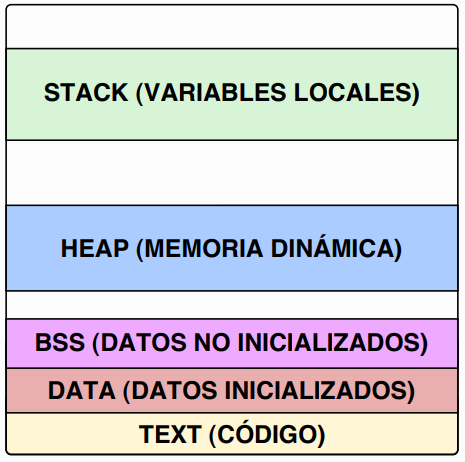 STACK (VARIABLES LOCALES)
HEAP (MEMORIA DINÁMICA)
BSS (DATOS NO INICIALIZADOS)
DATA (DATOS INICIALIZADOS)
TEXT (CÓDIGO)